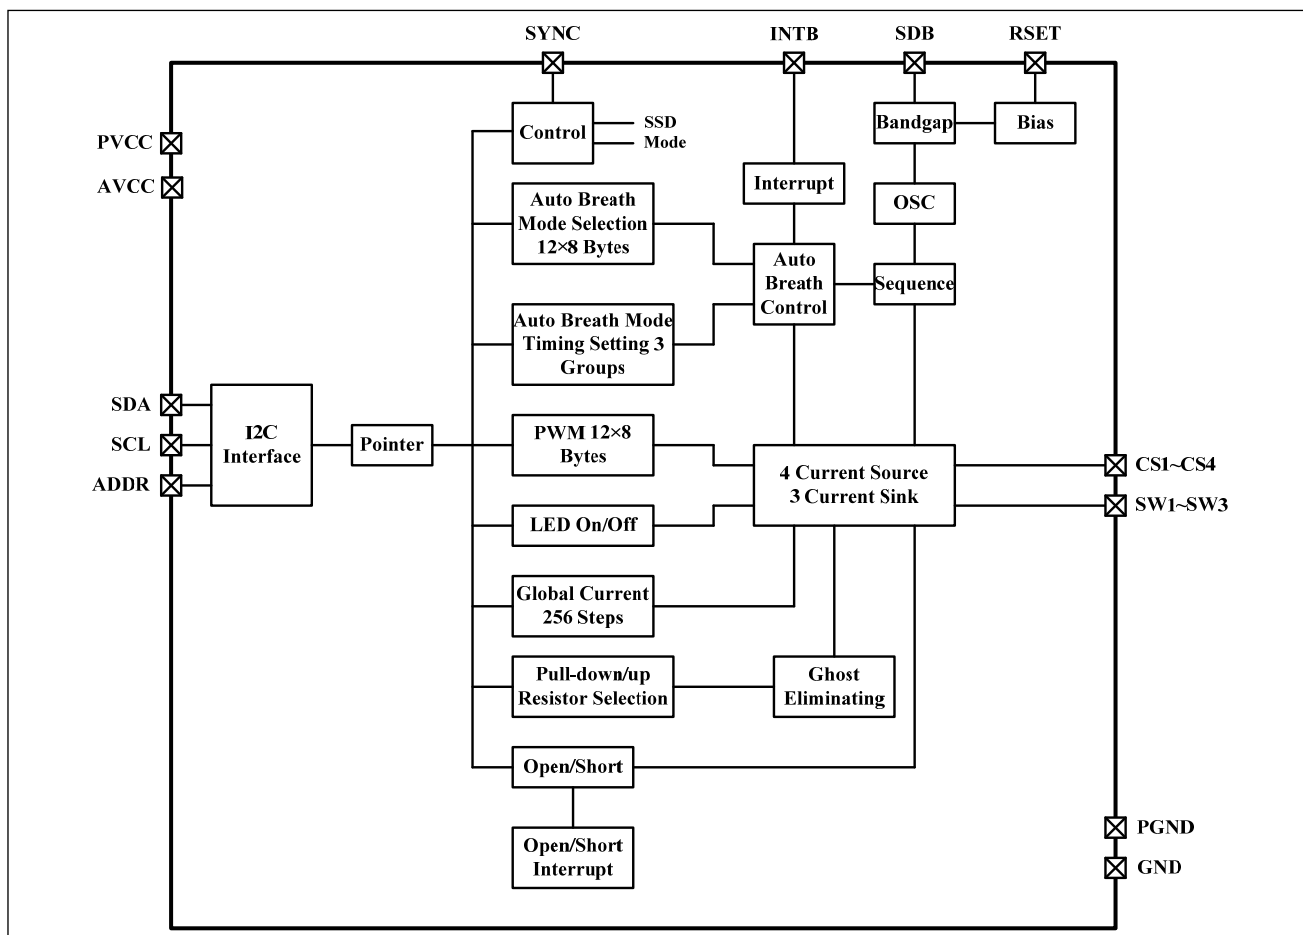 SYNC
INTB
SDB
RSET
PVCC
AVCC
Control
SSD
Mode
Bandgap
Bias
Interrupt
OSC
Auto Breath
Mode Selection
12×8 Bytes
Auto
Breath
Control
Sequence
Auto Breath Mode
Timing Setting 3
Groups
SDA
SCL
ADDR
I2C
Interface
Pointer
PWM 12×8
Bytes
4 Current Source
3 Current Sink
CS1~CS4
SW1~SW3
LED On/Off
Global Current
256 Steps
Pull-down/up
Resistor Selection
Ghost
Eliminating
Open/Short
Open/Short
Interrupt
PGND
GND